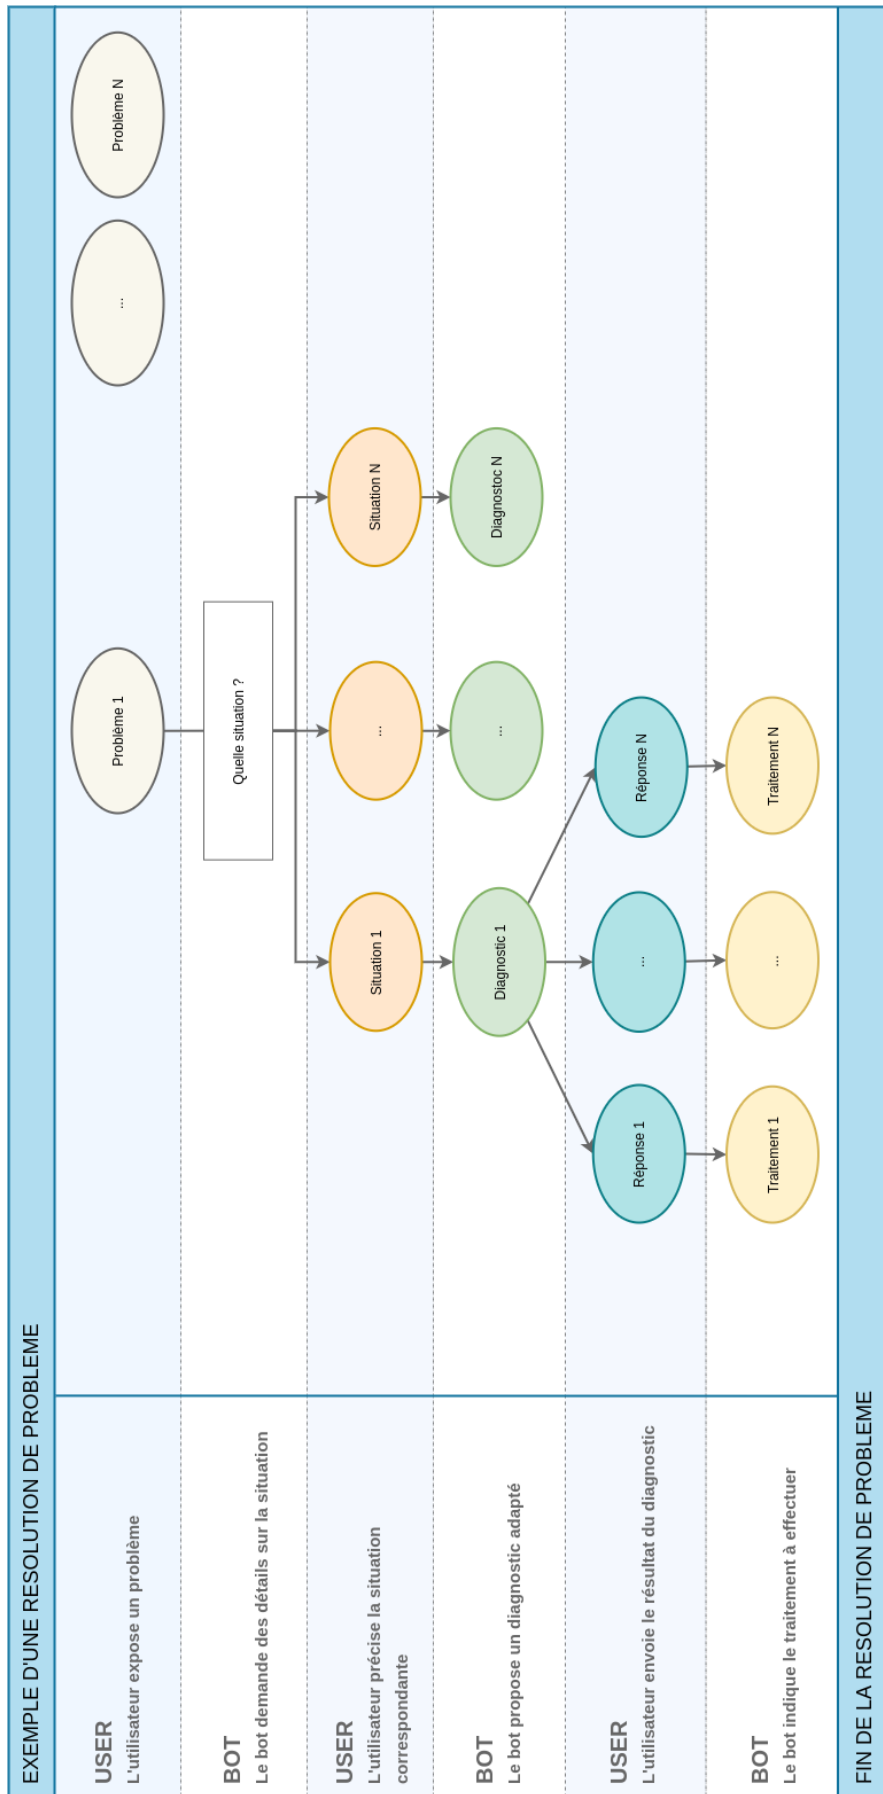 EXEMPLE D'UNE RESOLUTION DE PROBLEME
USER
L'utilisateur expose un problème
Problème 1
...
Problème N
BOT
Le bot demande des détails sur la situation
Quelle situation ?
USER
L'utilisateur précise la situation
correspondante
Situation 1
...
Situation N
BOT
Le bot propose un diagnostic adapté
Diagnostic 1
...
Diagnostoc N
USER
L'utilisateur envoie le résultat du diagnostic
Réponse 1
...
Réponse N
BOT
Le bot indique le traitement à effectuer
Traitement 1
...
Traitement N
FIN DE LA RESOLUTION DE PROBLEME